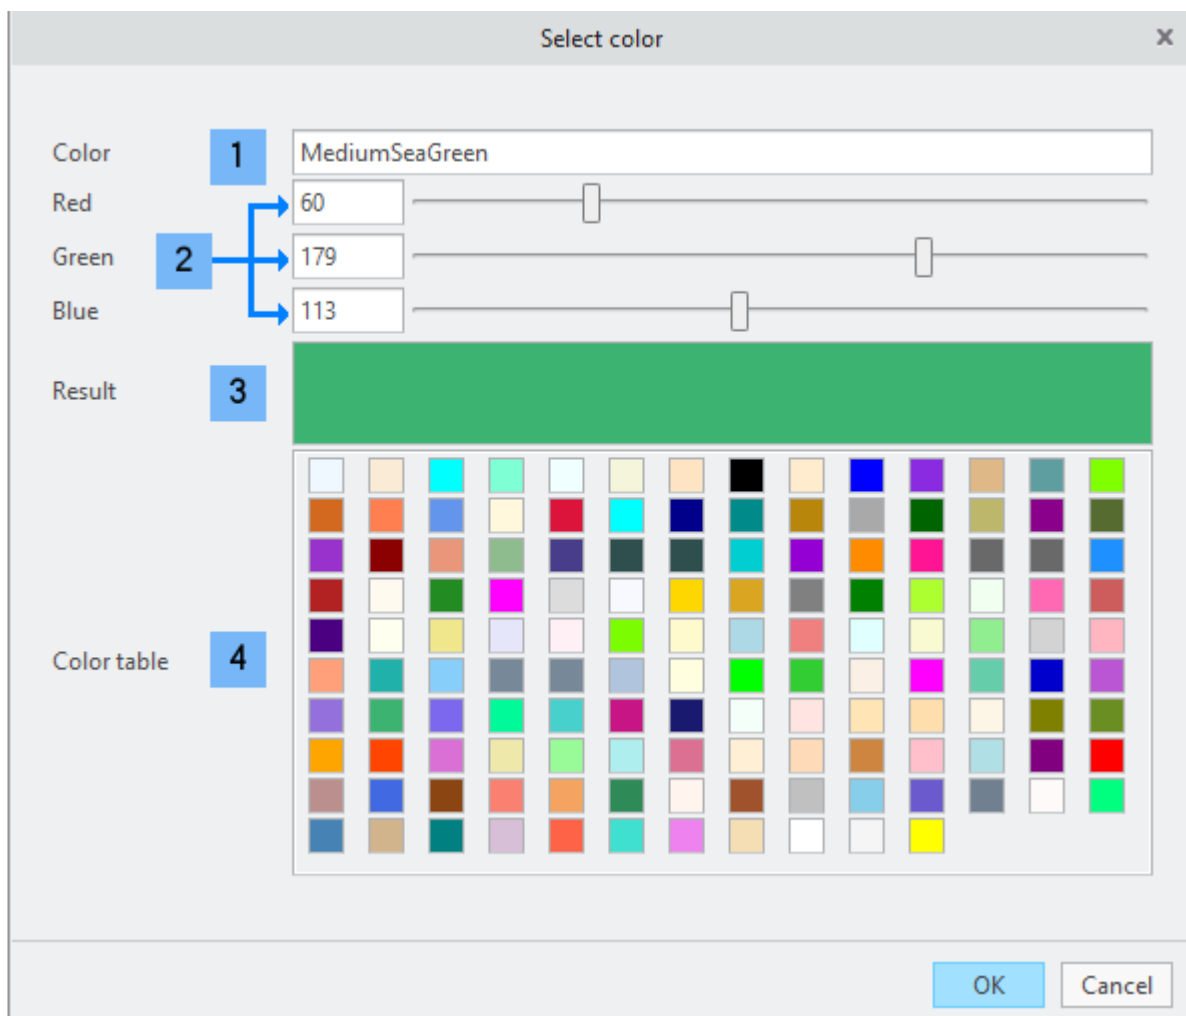 Select color
Color 1 MediumSeaGreen
Red 60
Green 2 179
Blue 113
Result 3
Color table 4
OK Cancel